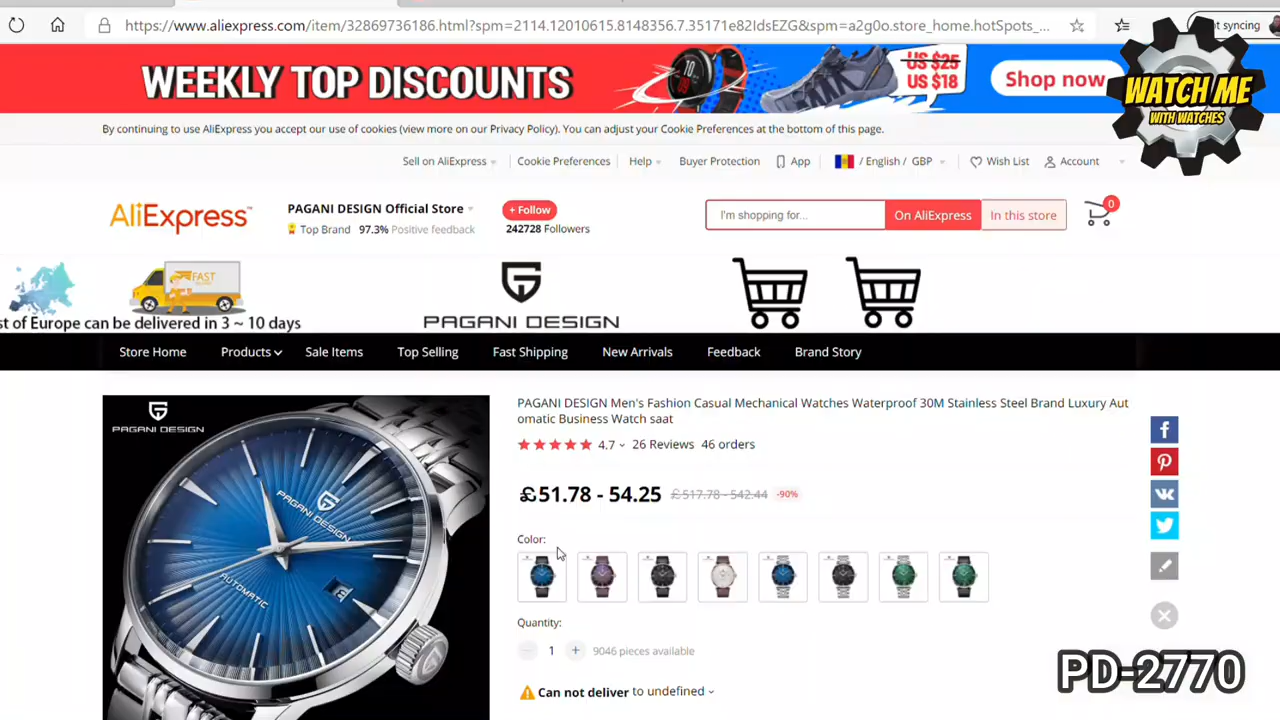 https://www.aliexpress.com/item/32869736186.html?spm=2114.12010615.8148356.7.35171e82IdsEZG&spm=a2g0o.store_home.hotSpots_...
syncing
WEEKLY TOP DISCOUNTS
US $25
US $18
Shop now
WATCH ME
WITH WATCHES
By continuing to use AliExpress you accept our use of cookies (view more on our Privacy Policy). You can adjust your Cookie Preferences at the bottom of this page.
Sell on AliExpress
Cookie Preferences
Help
Buyer Protection
App
/ English / GBP
Wish List
Account
AliExpress
PAGANI DESIGN Official Store
Top Brand 97.3% Positive feedback
+ Follow
242728 Followers
I'm shopping for...
On AliExpress
In this store
0
FAST
st of Europe can be delivered in 3 ~ 10 days
PAGANI DESIGN
Store Home
Products
Sale Items
Top Selling
Fast Shipping
New Arrivals
Feedback
Brand Story
PAGANI DESIGN
PAGANI DESIGN
AUTOMATIC
PAGANI DESIGN Men's Fashion Casual Mechanical Watches Waterproof 30M Stainless Steel Brand Luxury Aut
omatic Business Watch saat
4.7 26 Reviews 46 orders
£51.78 - 54.25 £ 517.78 - 542.44 -90%
Color:
Quantity:
1 + 9046 pieces available
Can not deliver to undefined
PD-2770